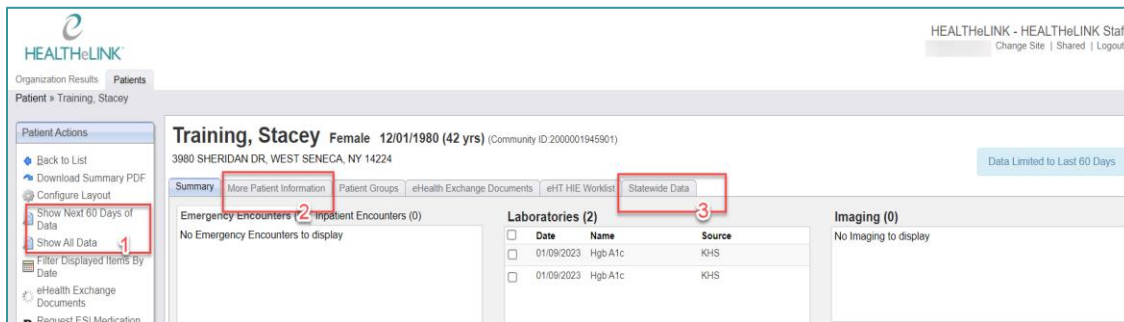 HEALTHeLINK
HEALTHeLINK - HEALTHeLINK Staf
Change Site | Shared | Logout
Organization Results Patients
Patient » Training, Stacey
Patient Actions
Back to List
Download Summary PDF
Configure Layout
Show Next 60 Days of
Data
Show All Data
1
Filter Displayed Items By
Date
eHealth Exchange
Documents
Request ESI Medication
Training, Stacey Female 12/01/1980 (42 yrs) (Community ID:2000001945901)
3980 SHERIDAN DR, WEST SENECA, NY 14224
Data Limited to Last 60 Days
Summary More Patient Information Patient Groups eHealth Exchange Documents eHT HIE Worklist Statewide Data
2
3
Emergency Encounters Inpatient Encounters (0)
No Emergency Encounters to display
Laboratories (2)
Date Name Source
01/09/2023 Hgb A1c KHS
01/09/2023 Hgb A1c KHS
Imaging (0)
No Imaging to display